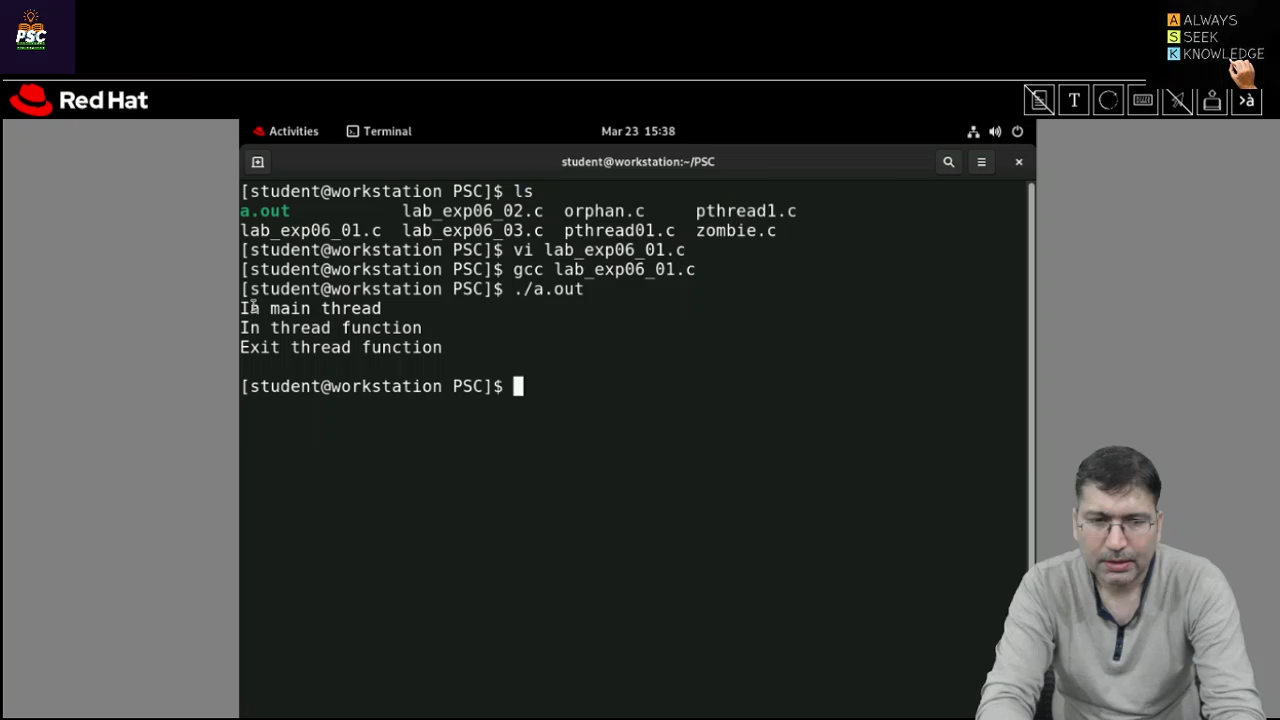 PSC
A ALWAYS
S SEEK
K KNOWLEDGE
Red Hat
T
>à
Activities
Terminal
Mar 23 15:38
student@workstation:~/PSC
[student@workstation PSC]$ ls
a.out lab_exp06_02.c orphan.c pthread1.c
lab_exp06_01.c lab_exp06_03.c pthread01.c zombie.c
[student@workstation PSC]$ vi lab_exp06_01.c
[student@workstation PSC]$ gcc lab_exp06_01.c
[student@workstation PSC]$ ./a.out
In main thread
In thread function
Exit thread function
[student@workstation PSC]$